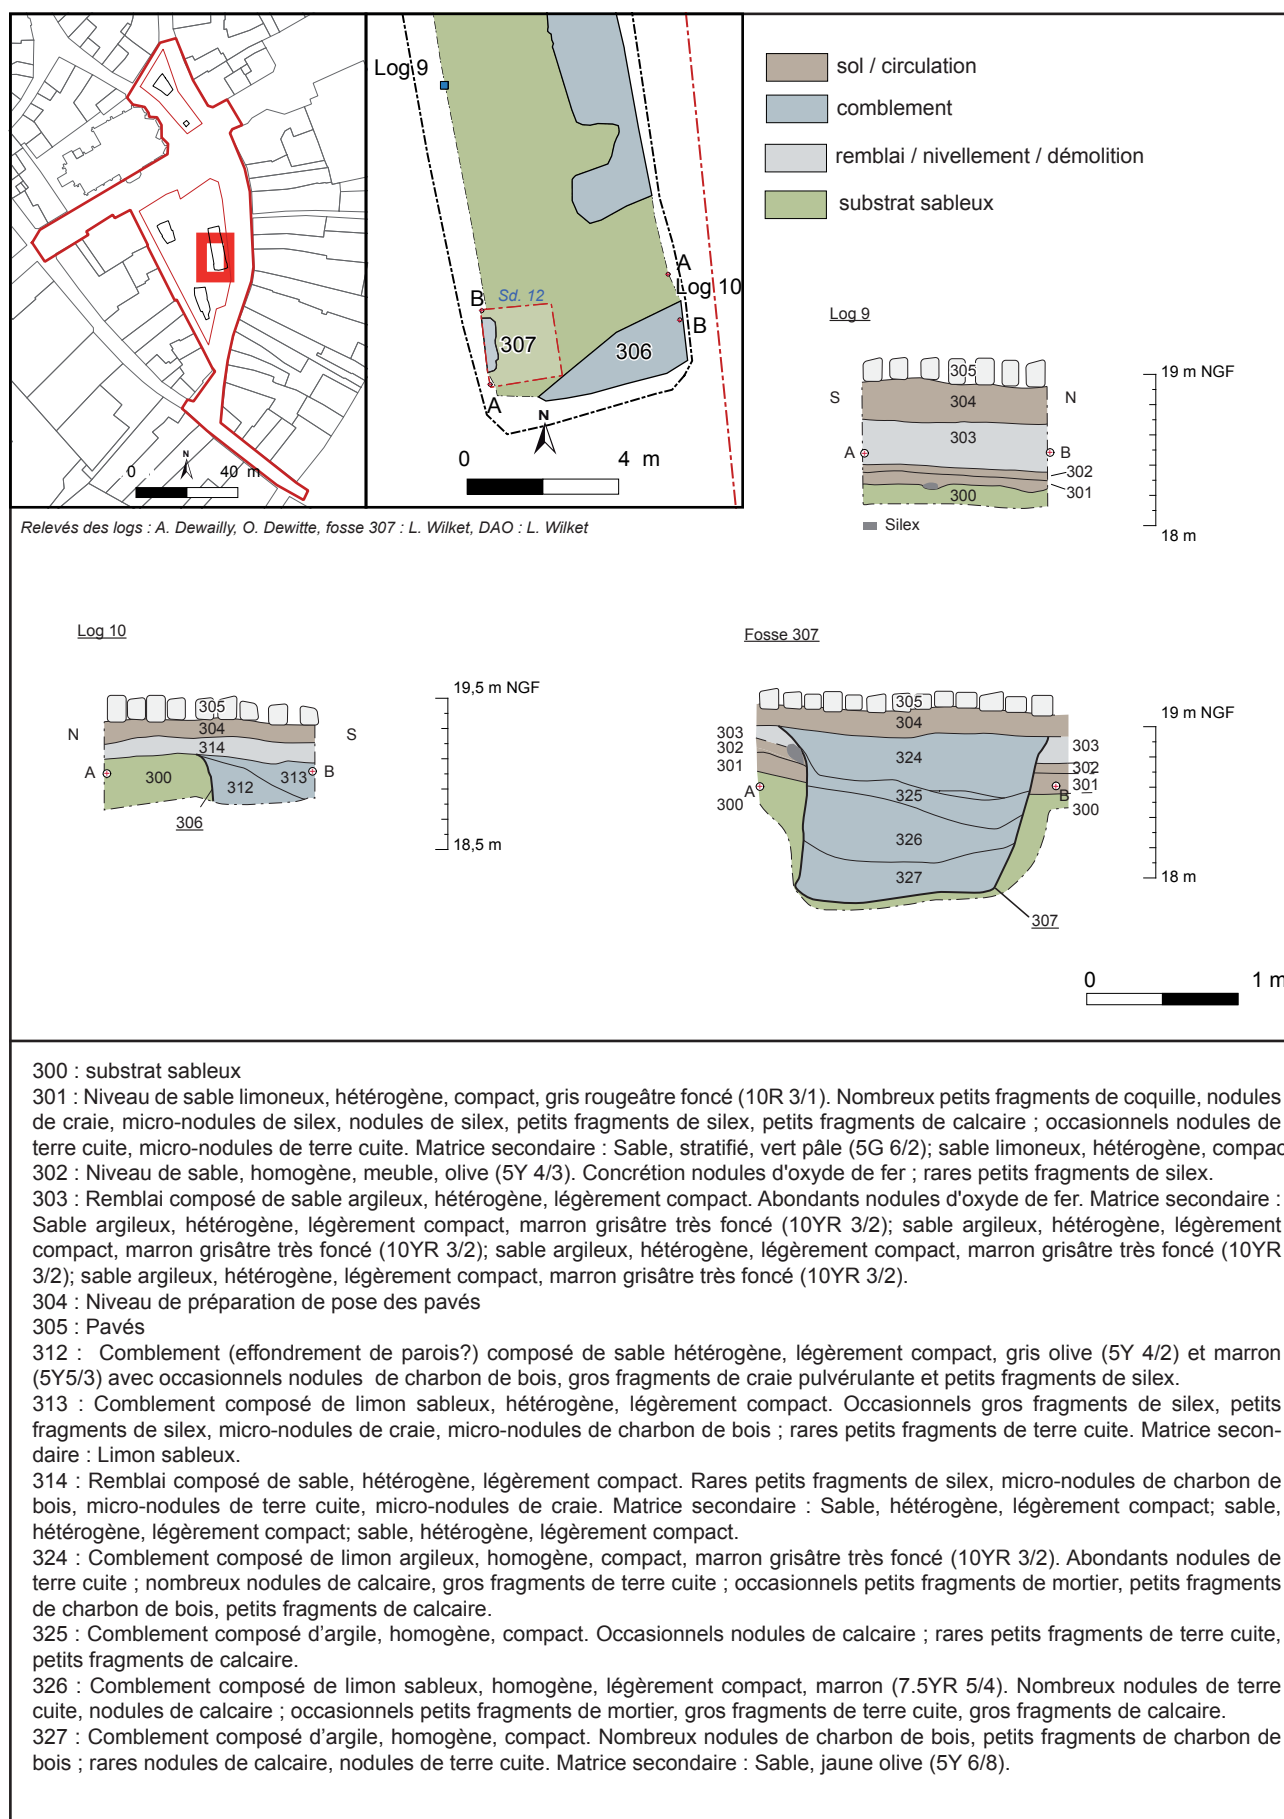 0
N
40
m
Log 9
A
Log 10
B
B
Sd. 12
307
306
A
N
0
4 m
sol / circulation
comblement
remblai / nivellement / démolition
substrat sableux
Relevés des logs : A. Dewailly, O. Dewitte, fosse 307 : L. Wilket, DAO : L. Wilket
Log 9
305
19 m NGF
S
N
304
303
A
B
302
301
300
Silex
18 m
Log 10
305
19,5 m NGF
304
N
S
314
A
300
312
313
B
306
18,5 m
Fosse 307
305
304
19 m NGF
303
302
301
300
A
324
325
326
327
303
302
301
B
300
18 m
307
0
1 m
300 : substrat sableux
301 : Niveau de sable limoneux, hétérogène, compact, gris rougeâtre foncé (10R 3/1). Nombreux petits fragments de coquille, nodules
de craie, micro-nodules de silex, nodules de silex, petits fragments de silex, petits fragments de calcaire ; occasionnels nodules de
terre cuite, micro-nodules de terre cuite. Matrice secondaire : Sable, stratifié, vert pâle (5G 6/2); sable limoneux, hétérogène, compac
302 : Niveau de sable, homogène, meuble, olive (5Y 4/3). Concrétion nodules d'oxyde de fer ; rares petits fragments de silex.
303 : Remblai composé de sable argileux, hétérogène, légèrement compact. Abondants nodules d'oxyde de fer. Matrice secondaire :
Sable argileux, hétérogène, légèrement compact, marron grisâtre très foncé (10YR 3/2); sable argileux, hétérogène, légèrement
compact, marron grisâtre très foncé (10YR 3/2); sable argileux, hétérogène, légèrement compact, marron grisâtre très foncé (10YR
3/2); sable argileux, hétérogène, légèrement compact, marron grisâtre très foncé (10YR 3/2).
304 : Niveau de préparation de pose des pavés
305 : Pavés
312 : Comblement (effondrement de parois?) composé de sable hétérogène, légèrement compact, gris olive (5Y 4/2) et marron
(5Y5/3) avec occasionnels nodules de charbon de bois, gros fragments de craie pulvérulante et petits fragments de silex.
313 : Comblement composé de limon sableux, hétérogène, légèrement compact. Occasionnels gros fragments de silex, petits
fragments de silex, micro-nodules de craie, micro-nodules de charbon de bois ; rares petits fragments de terre cuite. Matrice secon-
daire : Limon sableux.
314 : Remblai composé de sable, hétérogène, légèrement compact. Rares petits fragments de silex, micro-nodules de charbon de
bois, micro-nodules de terre cuite, micro-nodules de craie. Matrice secondaire : Sable, hétérogène, légèrement compact; sable,
hétérogène, légèrement compact; sable, hétérogène, légèrement compact.
324 : Comblement composé de limon argileux, homogène, compact, marron grisâtre très foncé (10YR 3/2). Abondants nodules de
terre cuite ; nombreux nodules de calcaire, gros fragments de terre cuite ; occasionnels petits fragments de mortier, petits fragments
de charbon de bois, petits fragments de calcaire.
325 : Comblement composé d’argile, homogène, compact. Occasionnels nodules de calcaire ; rares petits fragments de terre cuite,
petits fragments de calcaire.
326 : Comblement composé de limon sableux, homogène, légèrement compact, marron (7.5YR 5/4). Nombreux nodules de terre
cuite, nodules de calcaire ; occasionnels petits fragments de mortier, gros fragments de terre cuite, gros fragments de calcaire.
327 : Comblement composé d’argile, homogène, compact. Nombreux nodules de charbon de bois, petits fragments de charbon de
bois ; rares nodules de calcaire, nodules de terre cuite. Matrice secondaire : Sable, jaune olive (5Y 6/8).